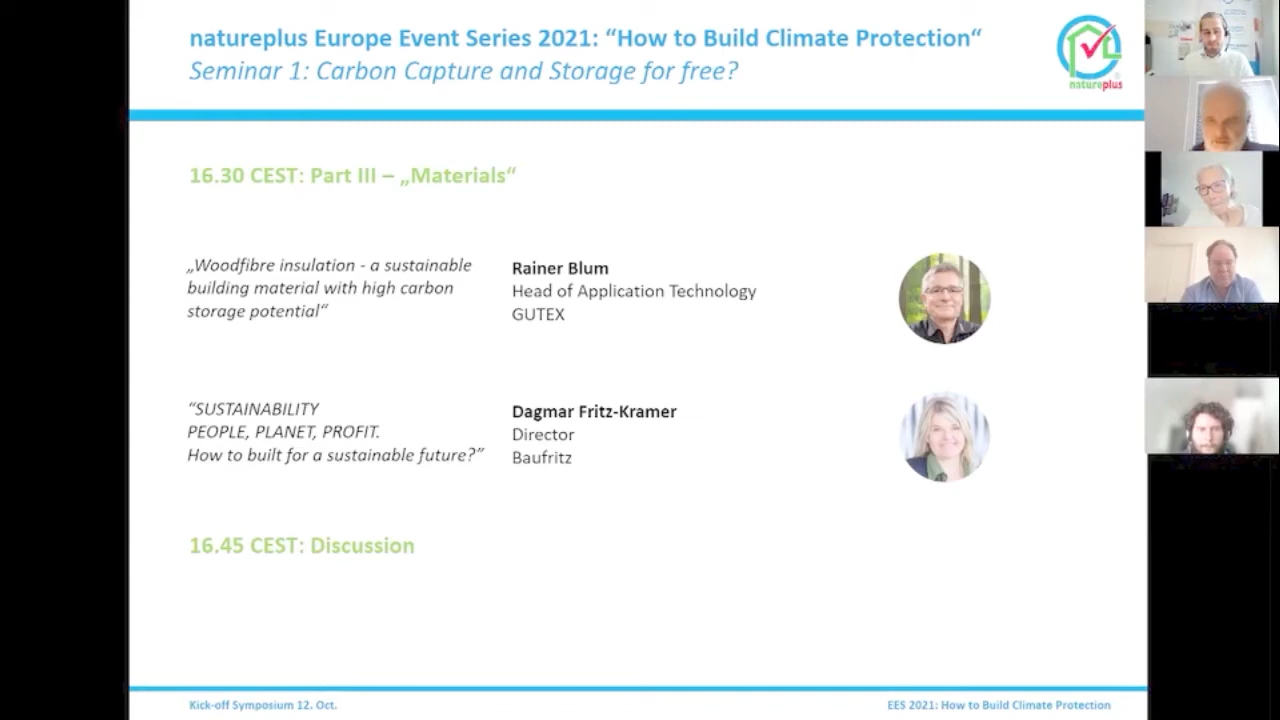 natureplus Europe Event Series 2021: “How to Build Climate Protection“
Seminar 1: Carbon Capture and Storage for free?
natureplus
16.30 CEST: Part III – „Materials“
„Woodfibre insulation - a sustainable
building material with high carbon
storage potential“
Rainer Blum
Head of Application Technology
GUTEX
“SUSTAINABILITY
PEOPLE, PLANET, PROFIT.
How to built for a sustainable future?”
Dagmar Fritz-Kramer
Director
Baufritz
16.45 CEST: Discussion
Kick-off Symposium 12. Oct.
EES 2021: How to Build Climate Protection